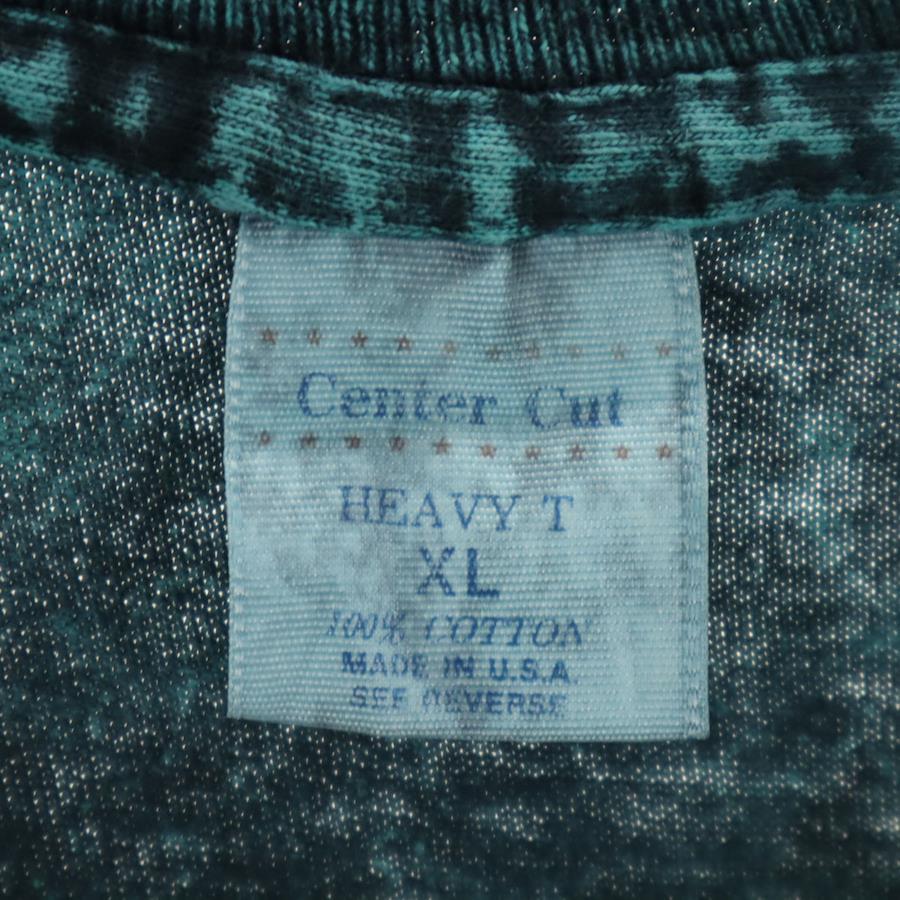 Center Cut
HEAVY T
XL
100% COTTON
MADE IN U.S.A.
SEE REVERSE